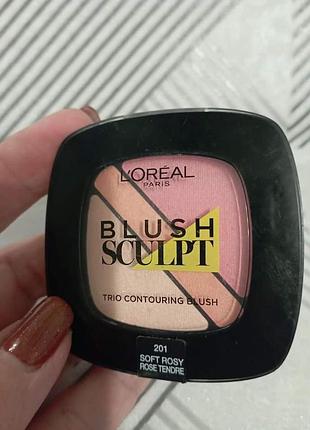 L'ORÉAL
PARIS
BLUSH
SCULPT
TRIO CONTOURING BLUSH
201
SOFT ROSY
ROSE TENDRE